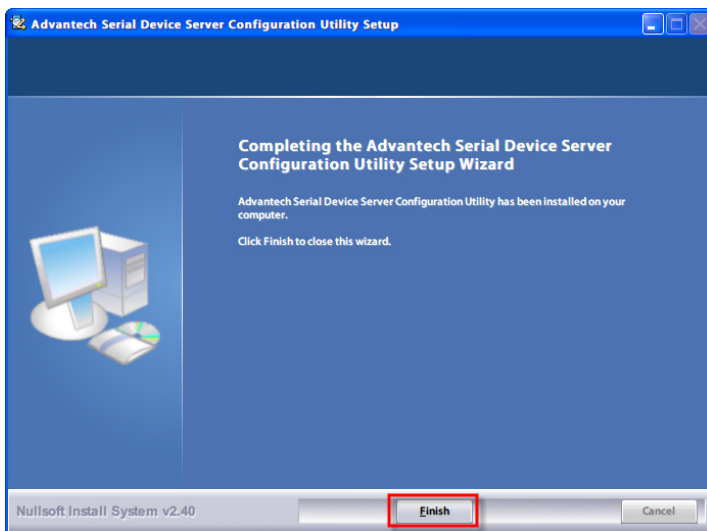 Advantech Serial Device Server Configuration Utility Setup
Completing the Advantech Serial Device Server
Configuration Utility Setup Wizard
Advantech Serial Device Server Configuration Utility has been installed on your
computer.
Click Finish to close this wizard.
Nullsoft Install System v2.40
Finish
Cancel